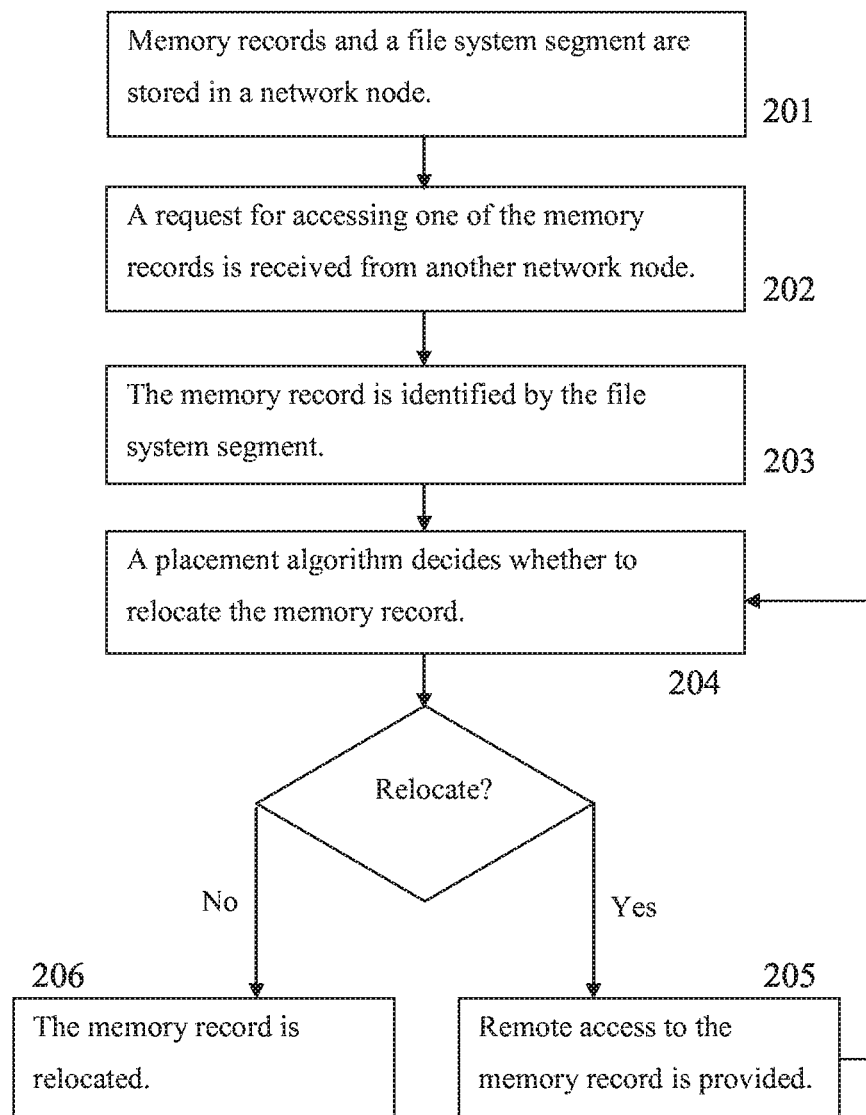 Memory records and a file system segment are
stored in a network node.
201
A request for accessing one of the memory
records is received from another network node.
202
The memory record is identified by the file
system segment.
203
A placement algorithm decides whether to
relocate the memory record.
204
Relocate?
No
Yes
206
The memory record is
relocated.
205
Remote access to the
memory record is provided.